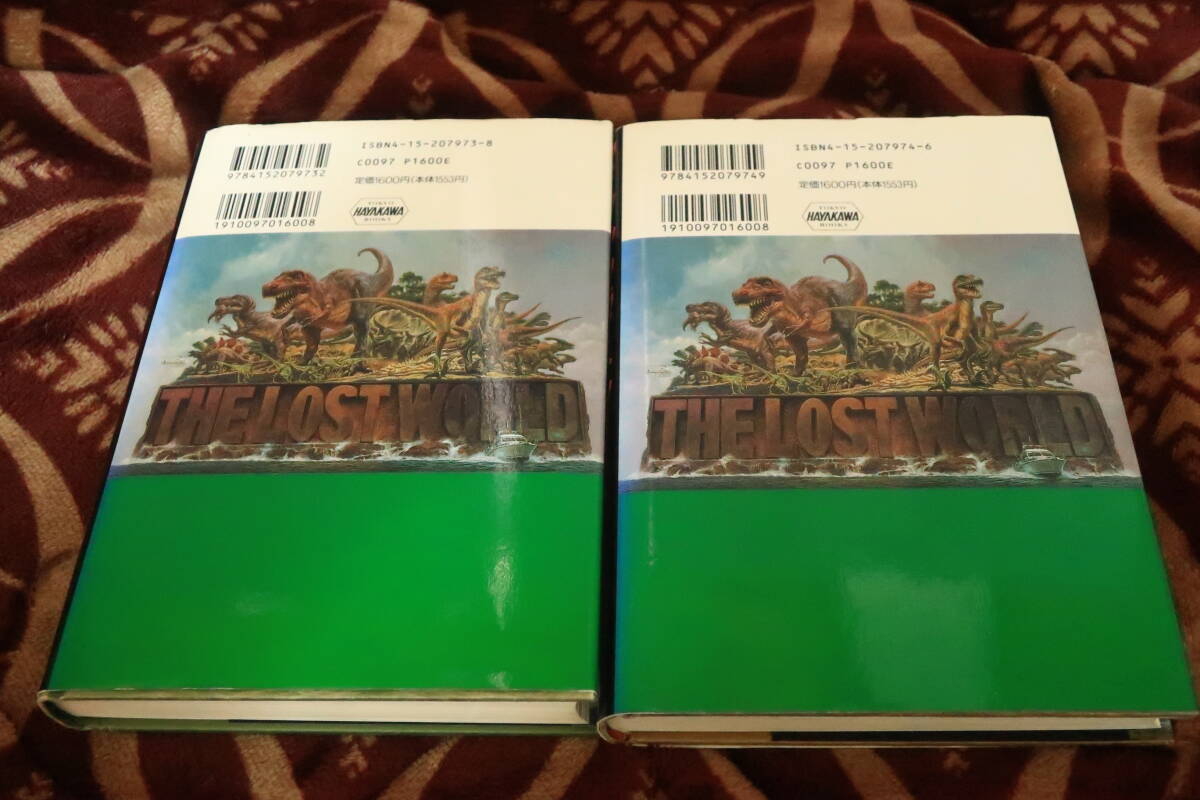 ISBN4-15-207973-8
C0097 P1600E
9784152079732
定価1600円(本体1553円)
1910097016008
TOKYO
HAYAKAWA
BOOKS
THE LOST WORLD
ISBN4-15-207974-6
C0097 P1600E
9784152079749
定価1600円(本体1553円)
1910097016008
TOKYO
HAYAKAWA
BOOKS
THE LOST WORLD